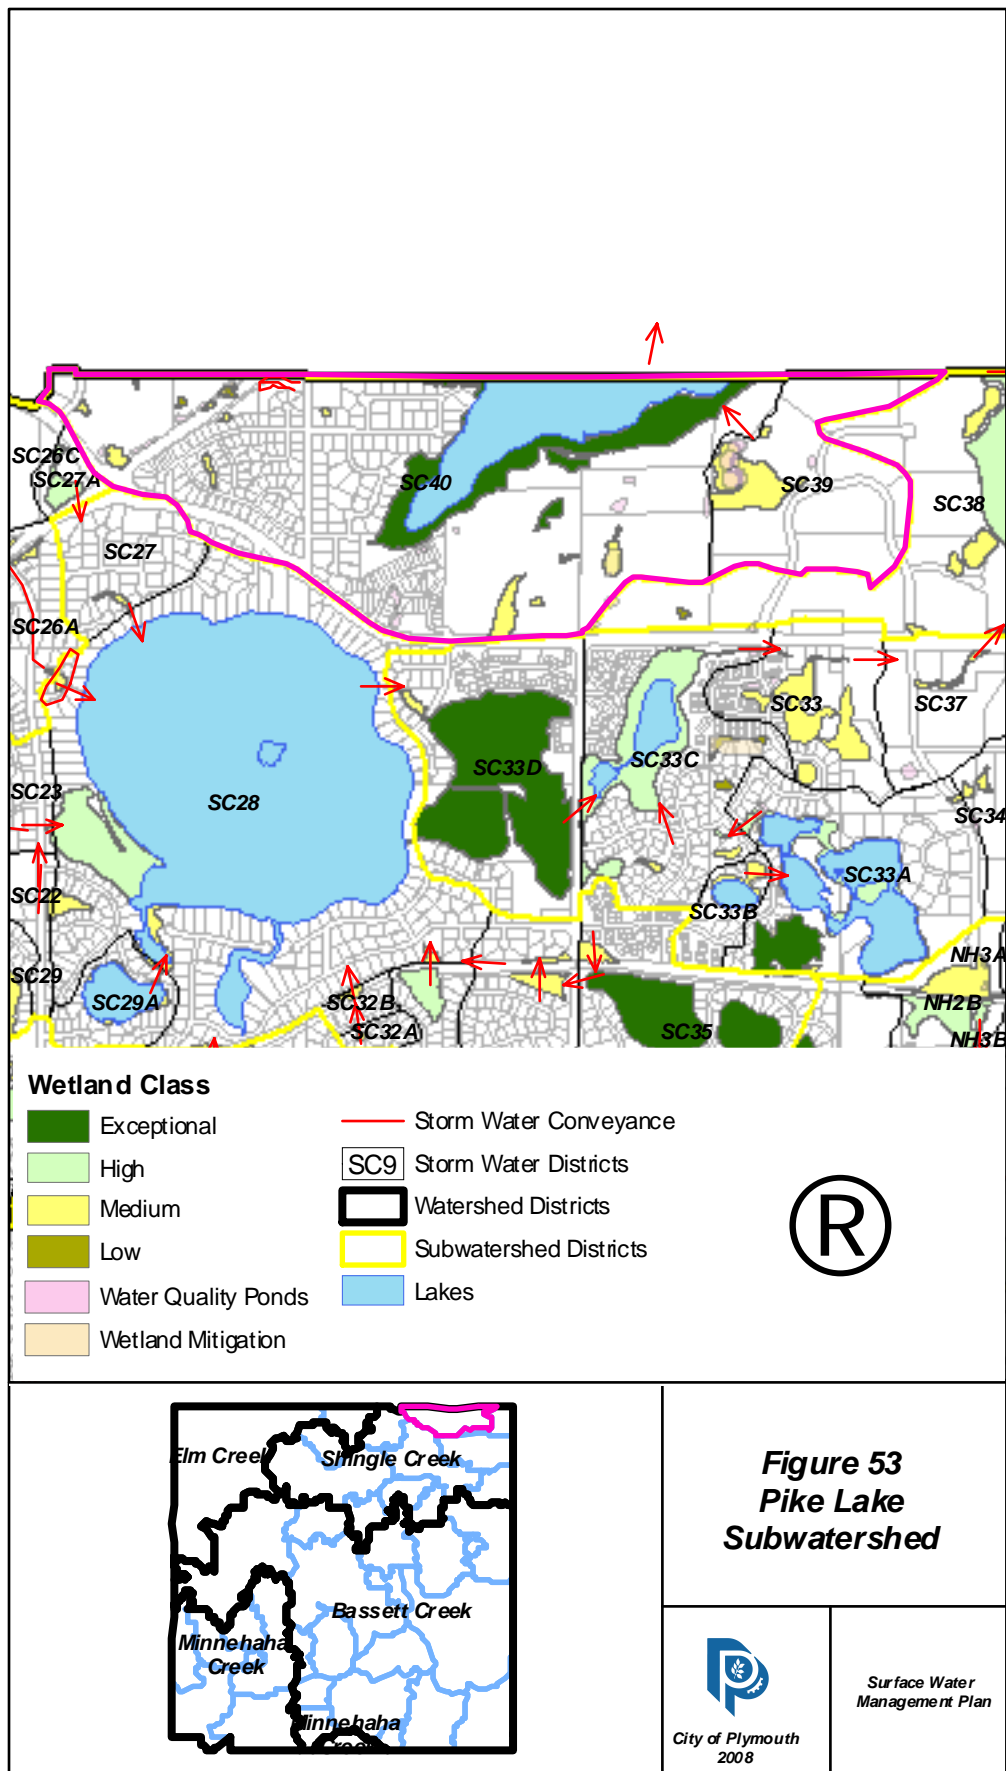 SC26C
SC27A
SC40
SC39
SC38
SC27
SC26A
SC33
SC37
SC33C
SC33D
SC23
SC28
SC34
SC22
SC33A
SC33B
SC29
SC29A
SC32B
SC32A
SC35
NH3A
NH2B
NH3B
Wetland Class
Exceptional
High
Medium
Low
Water Quality Ponds
Wetland Mitigation
Storm Water Conveyance
SC9 Storm Water Districts
Watershed Districts
Subwatershed Districts
Lakes
®
Elm Creek
Shingle Creek
Bassett Creek
Minnehaha
Creek
Minnehaha
Creek
Figure 53
Pike Lake
Subwatershed
City of Plymouth
2008
Surface Water
Management Plan